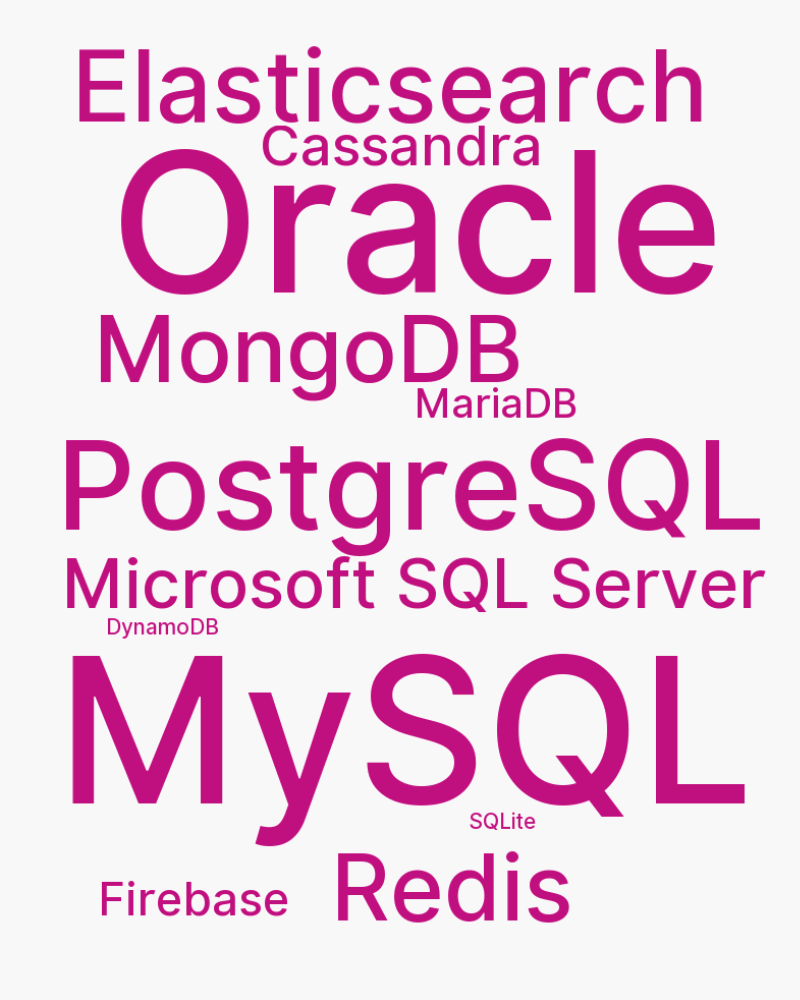 Elasticsearch
Cassandra
Oracle
MongoDB
MariaDB
PostgreSQL
Microsoft SQL Server
DynamoDB
MySQL
SQLite
Firebase Redis